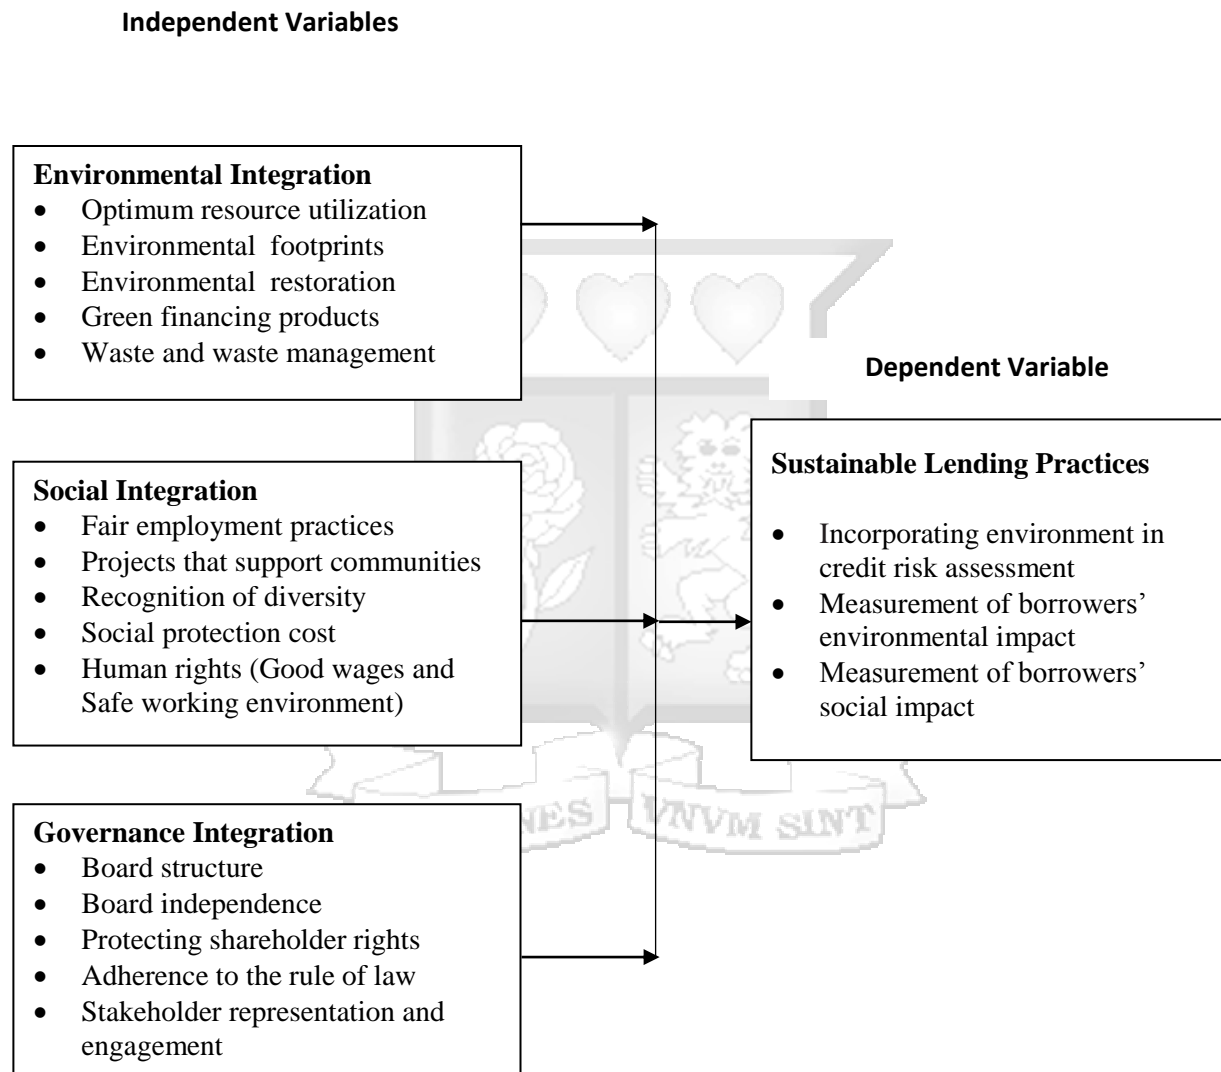 Independent Variables
Environmental Integration
• Optimum resource utilization
• Environmental footprints
• Environmental restoration
• Green financing products
• Waste and waste management
Dependent Variable
Social Integration
• Fair employment practices
• Projects that support communities
• Recognition of diversity
• Social protection cost
• Human rights (Good wages and
Safe working environment)
Sustainable Lending Practices
• Incorporating environment in
credit risk assessment
• Measurement of borrowers’
environmental impact
• Measurement of borrowers’
social impact
Governance Integration
• Board structure
• Board independence
• Protecting shareholder rights
• Adherence to the rule of law
• Stakeholder representation and
engagement
VNVM SINT